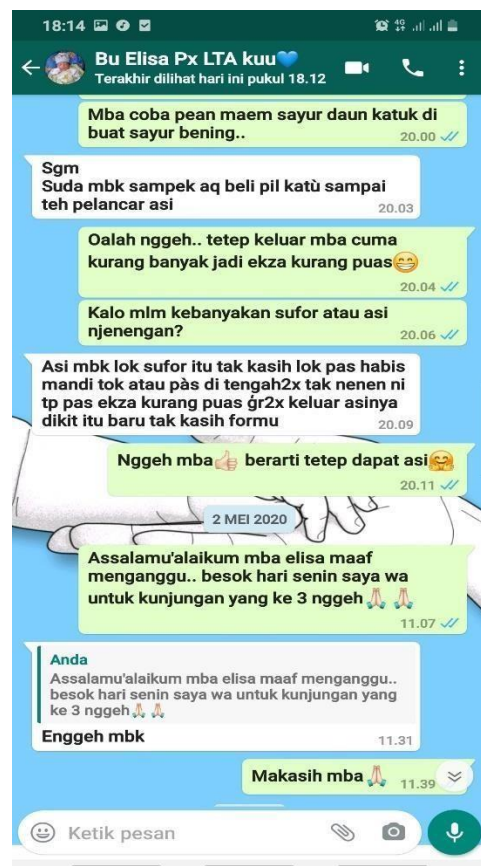 18:14
4G
Bu Elisa Px LTA kuu💙
Terakhir dilihat hari ini pukul 18.12
Mba coba pean maem sayur daun katuk di
buat sayur bening..
20.00
Sgm
Suda mbk sampek aq beli pil katù sampai
teh pelancar asi
20.03
Oalah nggeh.. tetep keluar mba cuma
kurang banyak jadi ekza kurang puas😁
20.04
Kalo mlm kebanyakan sufor atau asi
njenengan?
20.06
Asi mbk lok sufor itu tak kasih lok pas habis
mandi tok atau pàs di tengah2x tak nenen ni
tp pas ekza kurang puas ģr2x keluar asinya
dikit itu baru tak kasih formu
20.09
Nggeh mba👍🏻 berarti tetep dapat asi🤗
20.11
2 MEI 2020
Assalamu'alaikum mba elisa maaf
menganggu.. besok hari senin saya wa
untuk kunjungan yang ke 3 nggeh🙏🏻🙏🏻
11.07
Anda
Assalamu'alaikum mba elisa maaf menganggu..
besok hari senin saya wa untuk kunjungan yang
ke 3 nggeh🙏🏻🙏🏻
Enggeh mbk
11.31
Makasih mba🙏🏻
11.39
Ketik pesan